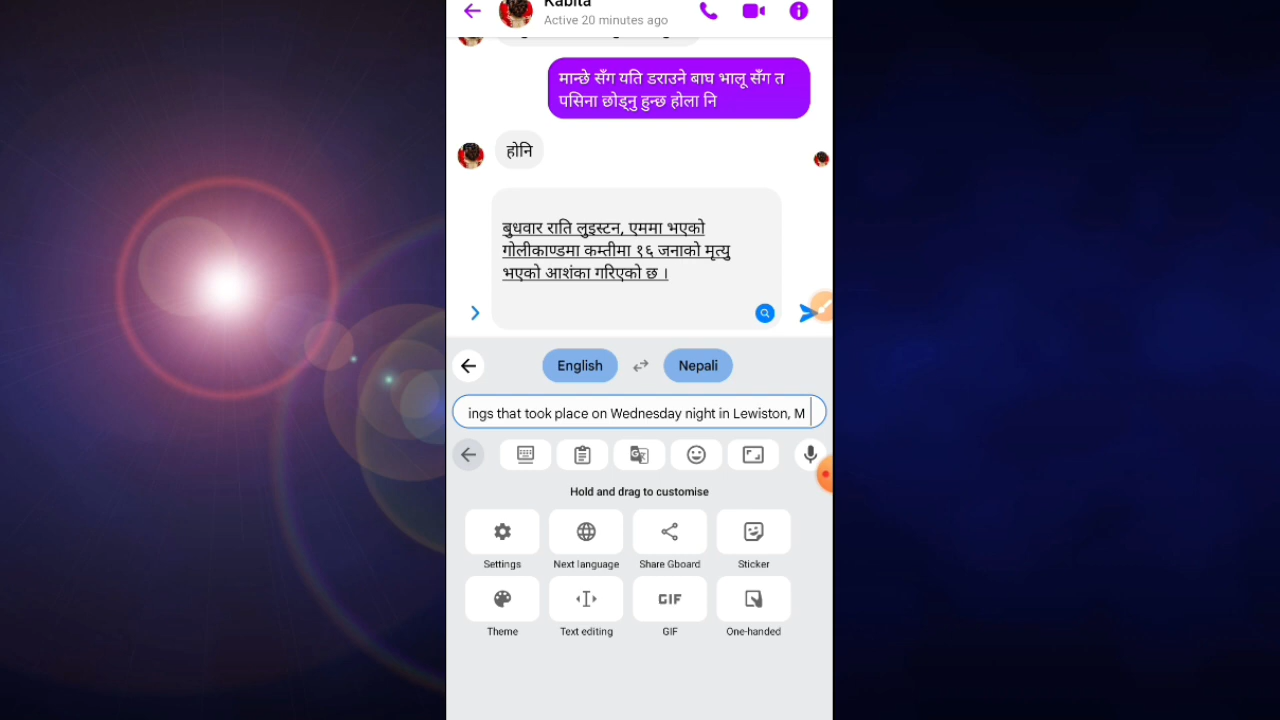 Kabita
Active 20 minutes ago
मान्छे सँग यति डराउने बाघ भालू सँग त
पसिना छोड्नु हुन्छ होला नि
होनि
बुधवार राति लुइस्टन, एममा भएको
गोलीकाण्डमा कम्तीमा १६ जनाको मृत्यु
भएको आशंका गरिएको छ ।
English
Nepali
ings that took place on Wednesday night in Lewiston, M
Hold and drag to customise
Settings
Next language
Share Gboard
Sticker
GIF
Theme
Text editing
GIF
One-handed